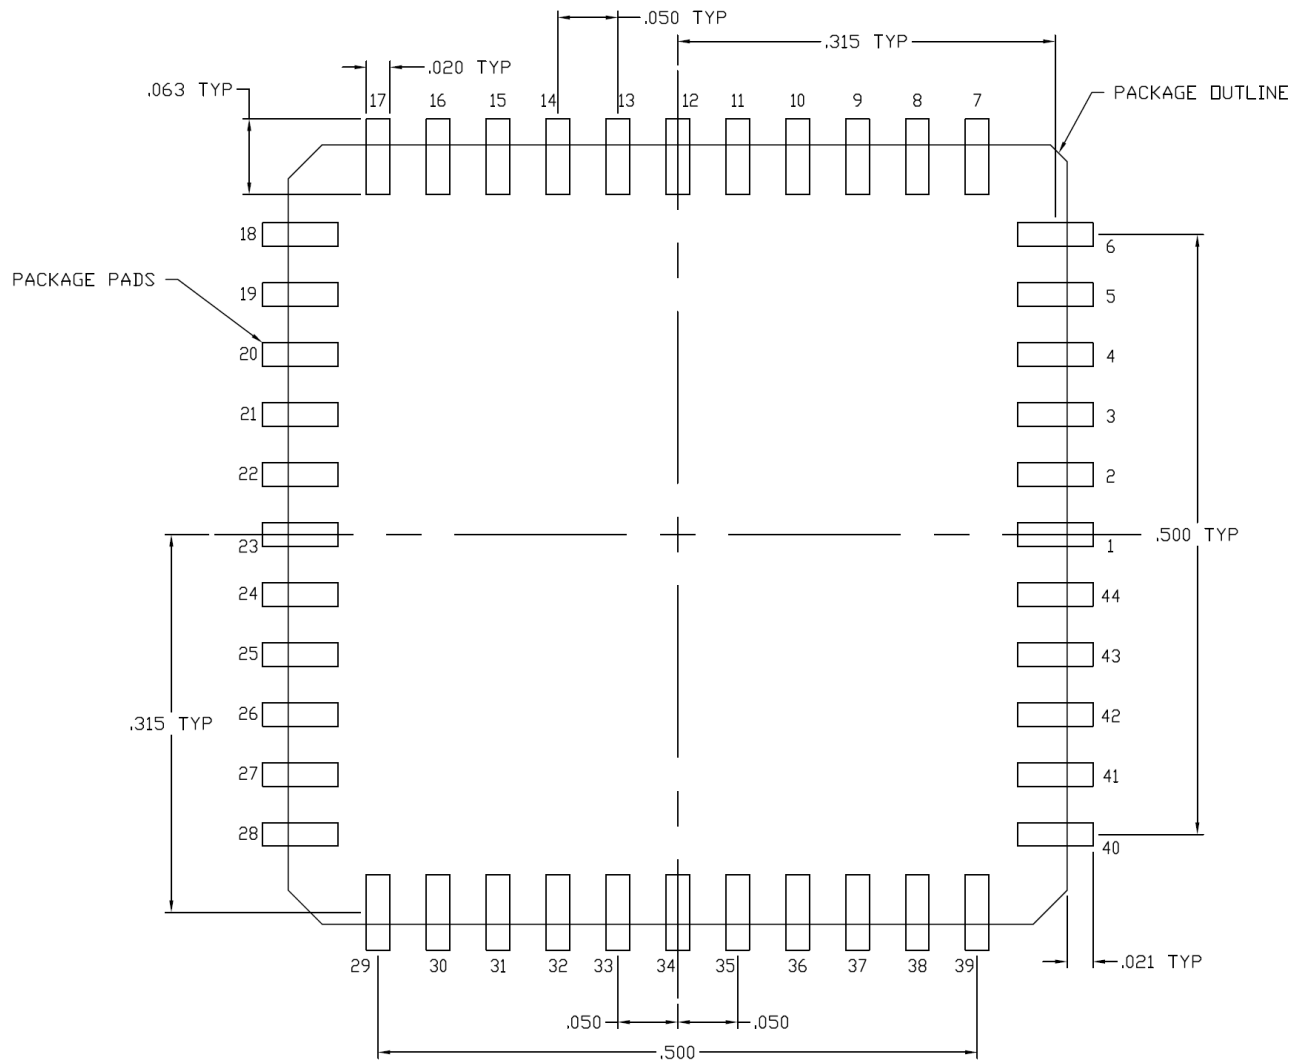 .050 TYP
.315 TYP
.020 TYP
.063 TYP
PACKAGE OUTLINE
17 16 15 14 13 12 11 10 9 8 7
18
6
PACKAGE PADS
19
5
20
4
21
3
22
2
23
1
.500 TYP
24
44
25
43
.315 TYP
26
42
27
41
28
40
29 30 31 32 33 34 35 36 37 38 39
.021 TYP
.050
.050
.500